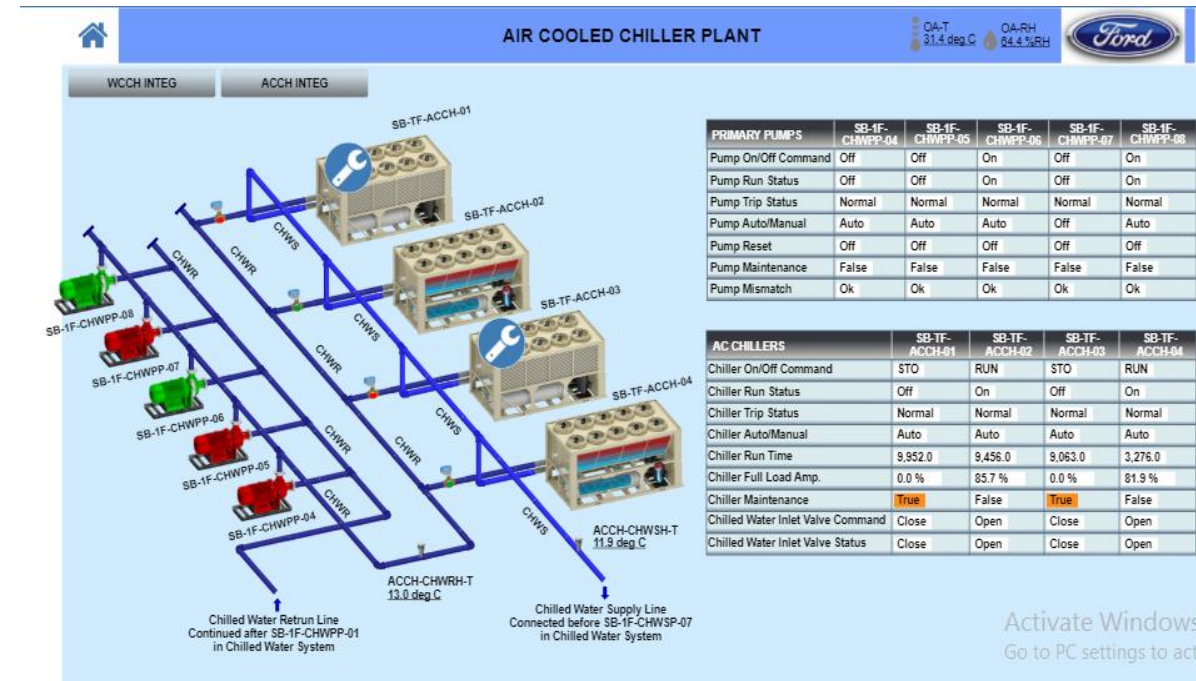 AIR COOLED CHILLER PLANT
OA-T
31.4 deg C
OA-RH
64.4 %RH
Ford
WCCH INTEG
ACCH INTEG
SB-TF-ACCH-01
SB-TF-ACCH-02
SB-TF-ACCH-03
SB-TF-ACCH-04
CHWS
CHWS
CHWS
CHWS
CHWR
CHWR
CHWR
CHWR
CHWR
CHWR
SB-1F-CHWPP-08
SB-1F-CHWPP-07
SB-1F-CHWPP-06
SB-1F-CHWPP-05
SB-1F-CHWPP-04
ACCH-CHWSH-T
11.9 deg C
ACCH-CHWRH-T
13.0 deg C
Chilled Water Retrun Line
Continued after SB-1F-CHWPP-01
in Chilled Water System
Chilled Water Supply Line
Connected before SB-1F-CHWSP-07
in Chilled Water System
PRIMARY PUMPS SB-1F-CHWPP-04 SB-1F-CHWPP-05 SB-1F-CHWPP-06 SB-1F-CHWPP-07 SB-1F-CHWPP-08
Pump On/Off Command Off Off On Off On
Pump Run Status Off Off On Off On
Pump Trip Status Normal Normal Normal Normal Normal
Pump Auto/Manual Auto Auto Auto Off Auto
Pump Reset Off Off Off Off Off
Pump Maintenance False False False False False
Pump Mismatch Ok Ok Ok Ok Ok
AC CHILLERS SB-TF-ACCH-01 SB-TF-ACCH-02 SB-TF-ACCH-03 SB-TF-ACCH-04
Chiller On/Off Command STO RUN STO RUN
Chiller Run Status Off On Off On
Chiller Trip Status Normal Normal Normal Normal
Chiller Auto/Manual Auto Auto Auto Auto
Chiller Run Time 9,952.0 9,456.0 9,063.0 3,276.0
Chiller Full Load Amp. 0.0 % 85.7 % 0.0 % 81.9 %
Chiller Maintenance True False True False
Chilled Water Inlet Valve Command Close Open Close Open
Chilled Water Inlet Valve Status Close Open Close Open
Activate Windows
Go to PC settings to act